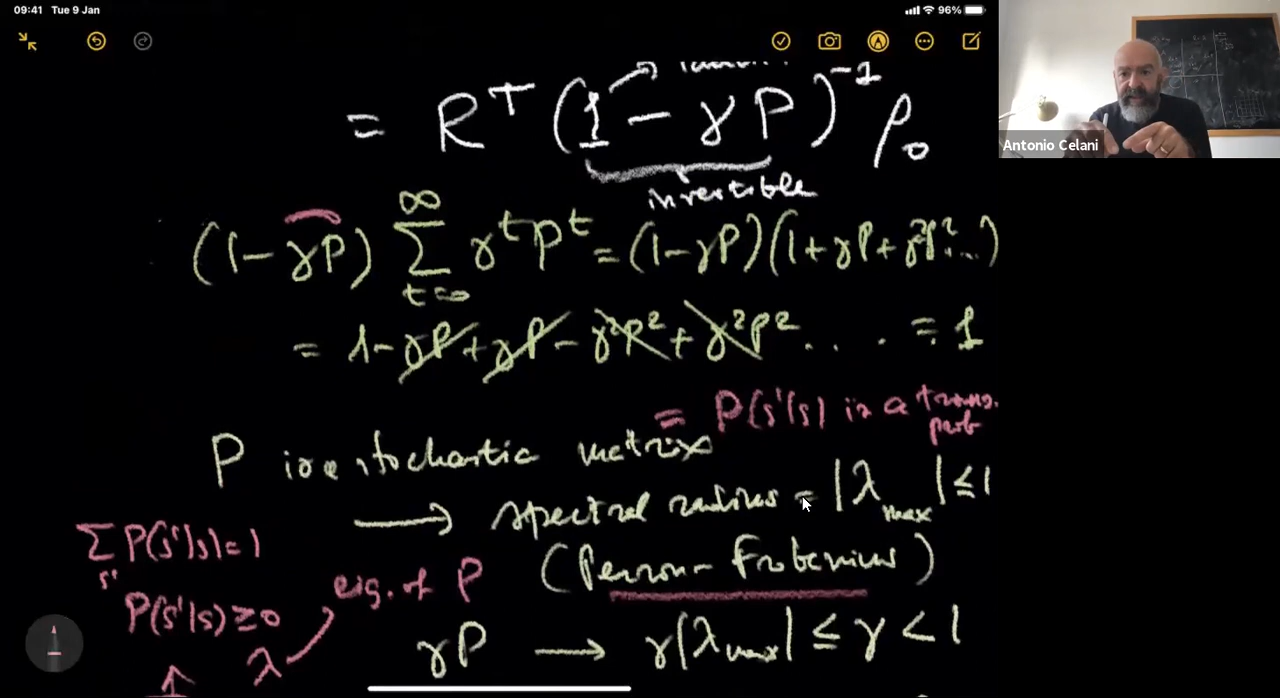 09:41 Tue 9 Jan
96%
Antonio Celani
= R^T (1 − γP)^{-1} ρ_0
invertible
(1 − γP) ∑_{t=0}^{∞} γ^t P^t = (1−γP)(1+γP+γ²P²...)
= 1−γP+γP−γ²P²+γ²P².... = 1
= P(s'|s) is a trans. prob
P is a stochastic matrix
→ spectral radius = |λ_max| ≤ 1
∑_{s'} P(s'|s)=1
(Perron-Frobenius)
eig. of P
P(s'|s) ≥ 0
λ
γP → γ|λ_max| ≤ γ < 1